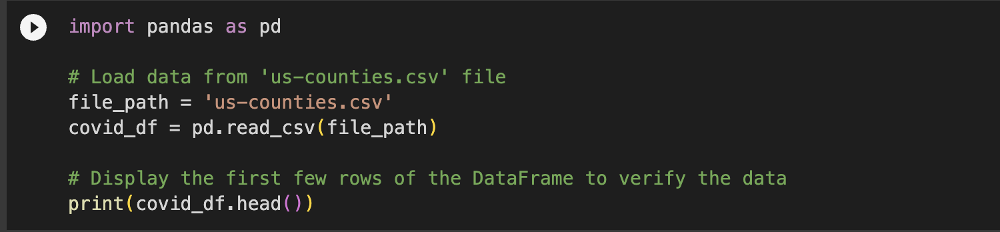 import pandas as pd
# Load data from 'us-counties.csv' file
file_path = 'us-counties.csv'
covid_df = pd.read_csv(file_path)
# Display the first few rows of the DataFrame to verify the data
print(covid_df.head())